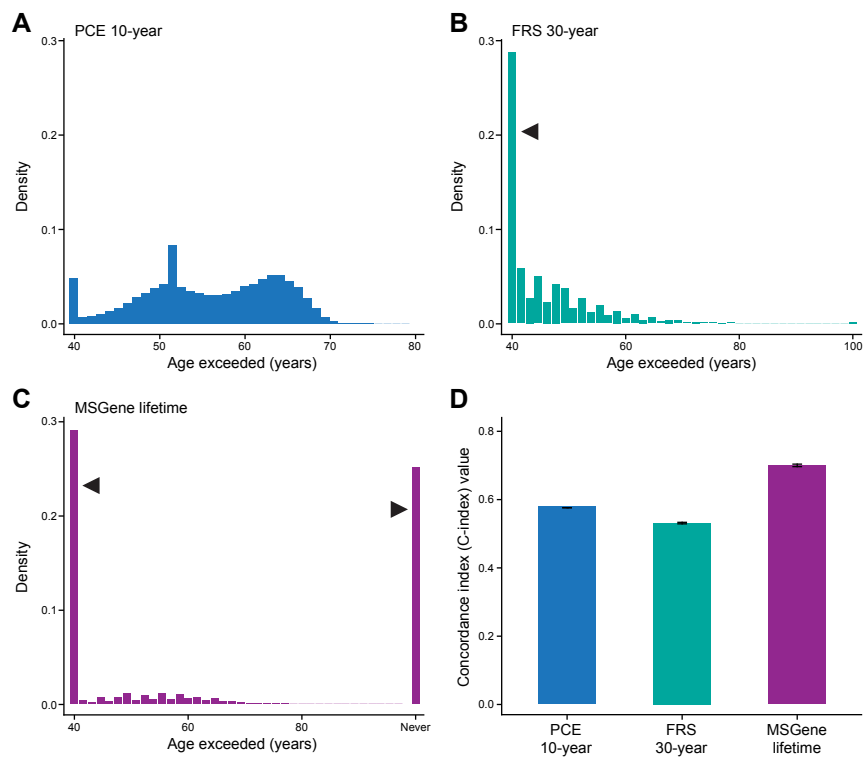 A
PCE 10-year
0.3
0.2
0.1
0.0
Density
40
50
60
70
80
Age exceeded (years)
B
FRS 30-year
0.3
0.2
0.1
0.0
Density
40
60
80
100
Age exceeded (years)
C
MSGene lifetime
0.3
0.2
0.1
0.0
Density
40
60
80
Never
Age exceeded (years)
D
0.8
0.6
0.4
0.2
0.0
Concordance index (C-index) value
PCE
10-year
FRS
30-year
MSGene
lifetime